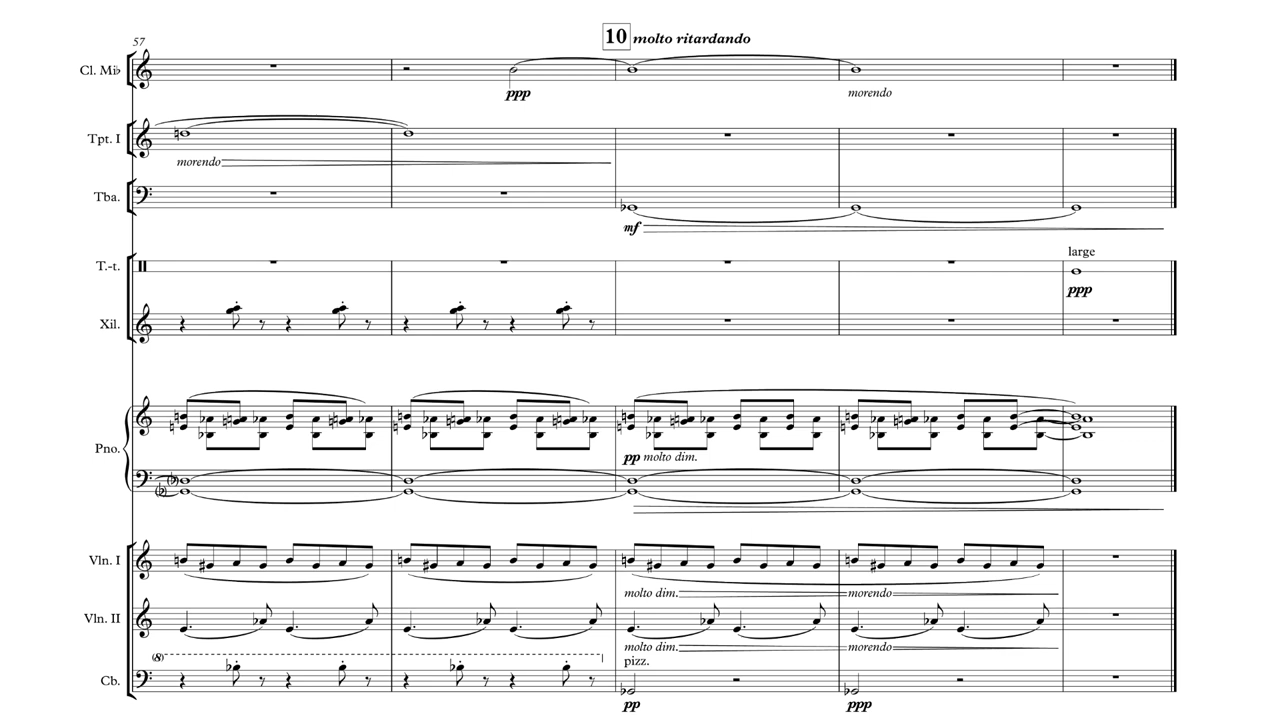 57
10 molto ritardando
Cl. Mi♭
ppp
morendo
Tpt. I
morendo
Tba.
mf
large
T.-t.
ppp
Xil.
Pno.
pp molto dim.
Vln. I
molto dim. morendo
Vln. II
molto dim. morendo
(8)
pizz.
Cb.
pp ppp